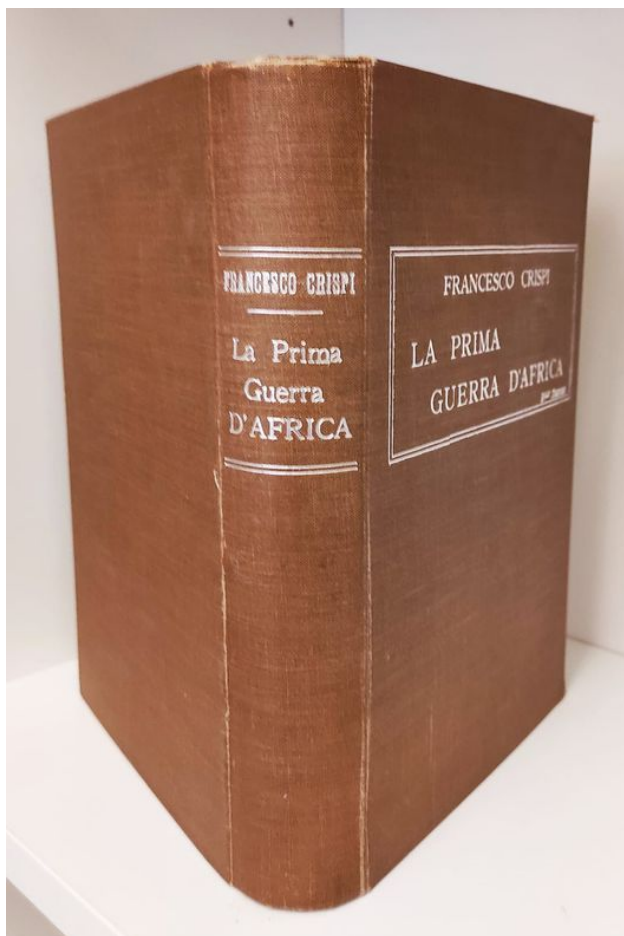 FRANCESCO CRISPI
La Prima
Guerra
D'AFRICA
FRANCESCO CRISPI
LA PRIMA
GUERRA D'AFRICA